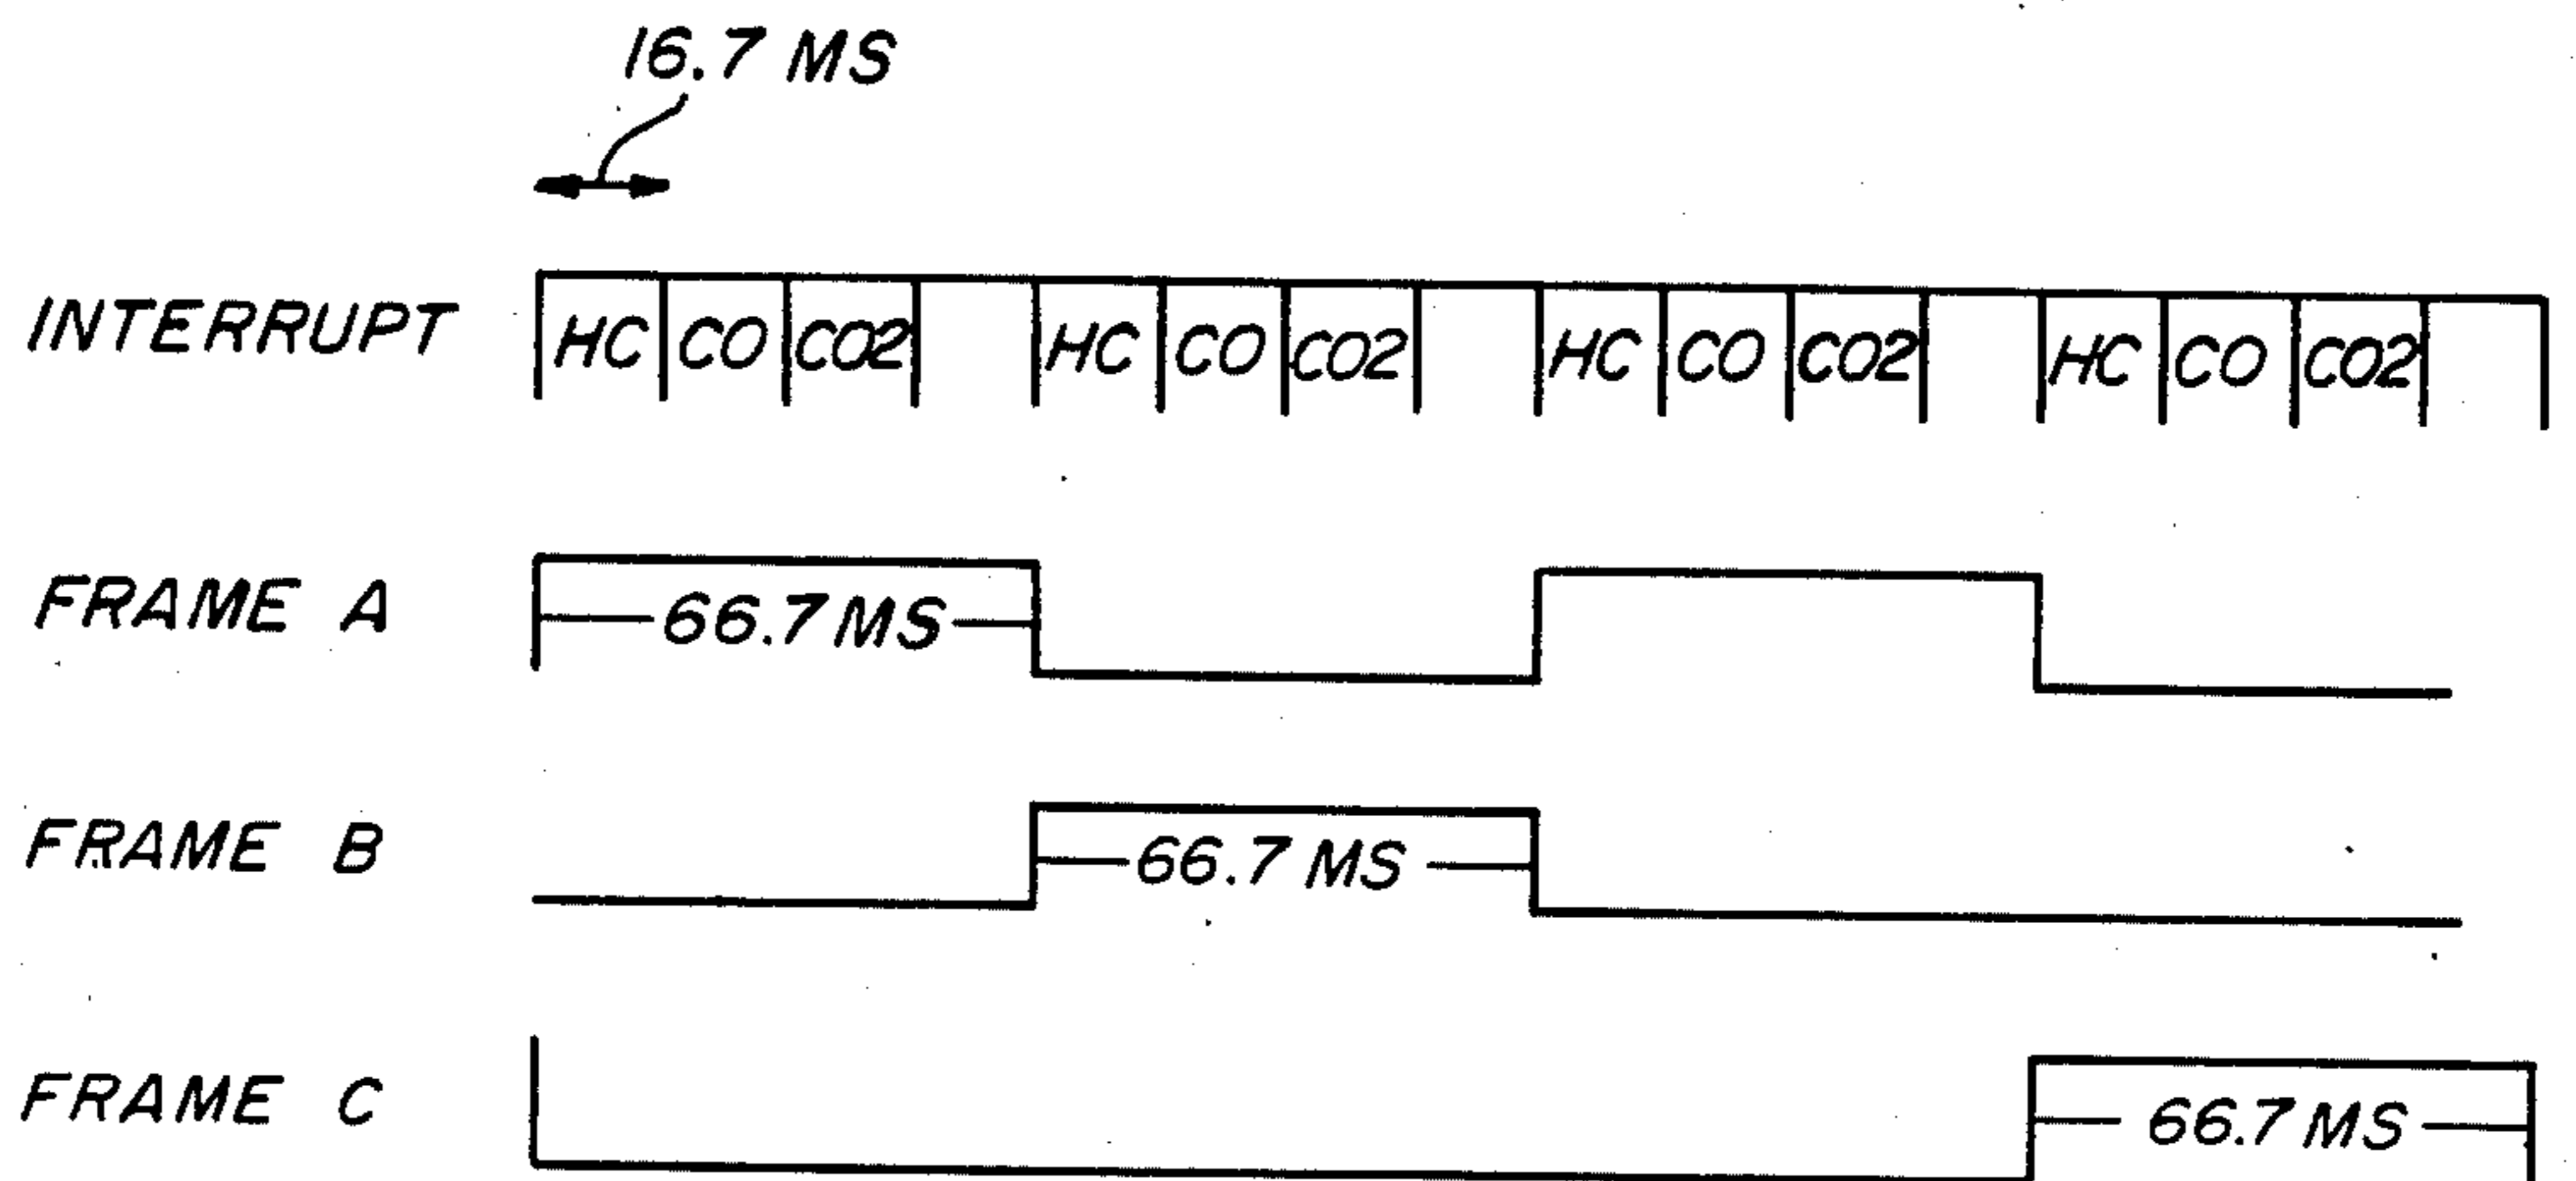 16.7 MS
INTERRUPT HC CO CO2 HC CO CO2 HC CO CO2 HC CO CO2
FRAME A 66.7 MS
FRAME B 66.7 MS
FRAME C 66.7 MS